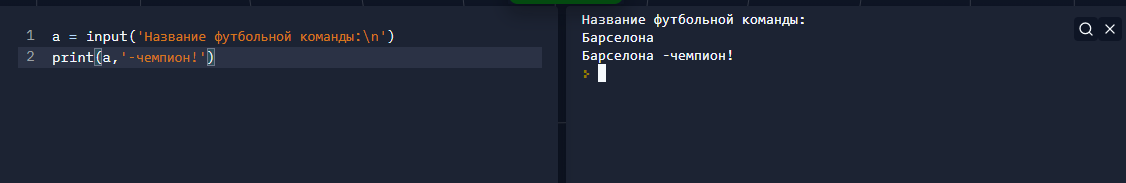 1 a = input('Название футбольной команды:\n')
2 print(a,'-чемпион!')
Название футбольной команды:
Барселона
Барселона -чемпион!
>